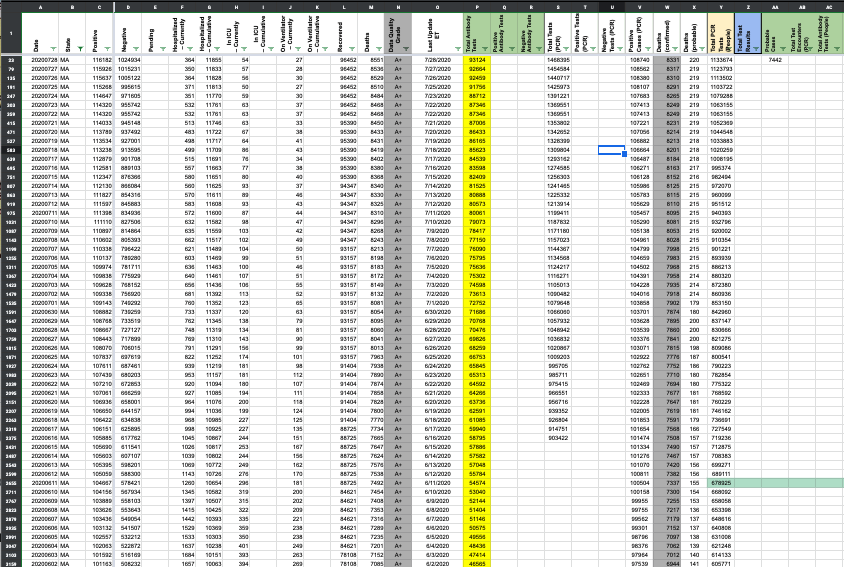 A B C D E F G H I J K L M N O P Q R S T U V W X Y Z AA AB AC
1 Date State Positive Negative Pending Hospitalized – Currently Hospitalized – Cumulative In ICU – Currently In ICU – Cumulative On Ventilator – Currently On Ventilator – Cumulative Recovered Deaths Data Quality Grade Last Update ET Total Antibody Tests Positive Antibody Tests Negative Antibody Tests Total Tests (PCR) Positive Tests (PCR) Negative Tests (PCR) Positive Cases (PCR) Deaths (confirmed) Deaths (probable) Total PCR Tests (People) Total Test Results Probable Cases Total Test Encounters (PCR) Total Antibody Tests (People)
23 20200728 MA 116182 1024934 364 11855 54 27 96452 8551 A+ 7/28/2020 93124 1468395 108740 8331 220 1133674 7442
79 20200727 MA 115926 1015231 350 11833 57 30 96452 8536 A+ 7/27/2020 92864 1454584 108562 8317 219 1123793
135 20200726 MA 115637 1005122 364 11828 56 30 96452 8529 A+ 7/26/2020 92459 1440717 108380 8310 219 1113502
191 20200725 MA 115268 995615 371 11813 50 27 96452 A+ 7/25/2020 91756 1425973 108107 8291 219 1103722
20200724 MA 114985 971651 351 11770 59 30 96452 8484 A+ 7/24/2020 88712 1391221 107683 8265 219 1079288
20200723 MA 114320 955742 532 11761 63 34 96452 8468 A+ 7/23/2020 87346 1369551 107413 8249 219 1063155
359 20200722 MA 114320 955742 532 11761 63 34 96452 8468 A+ 7/22/2020 87346 1369551 107413 8249 219 1063155
415 20200721 MA 114033 945148 513 11746 63 33 95390 8450 A+ 7/21/2020 87006 1353802 107221 8231 219 1052369
471 20200720 MA 113789 937492 483 11722 67 38 95390 8433 A+ 7/20/2020 86433 1342652 107056 8214 219 1044548
527 20200719 MA 113534 927001 498 11717 64 41 95390 8431 A+ 7/19/2020 86165 1328399 106882 8213 218 1033883
583 20200718 MA 113238 913595 499 11709 86 43 95390 8419 A+ 7/18/2020 85623 1309804 106664 8201 218 1020259
639 20200717 MA 112879 901708 515 11691 76 34 95390 8402 A+ 7/17/2020 84539 1293162 106487 8184 218 1008195
695 20200716 MA 112581 889103 557 11663 77 38 95390 8380 A+ 7/16/2020 83598 1274585 106271 8163 217 995374
751 20200715 MA 112347 876366 580 11651 80 40 95390 8368 A+ 7/15/2020 82409 1256303 106128 8152 216 982494
807 20200714 MA 112130 866084 560 11625 93 37 94347 8340 A+ 7/14/2020 81525 1241465 105986 8125 215 972070
863 20200713 MA 111827 854316 570 11611 89 46 94347 8330 A+ 7/13/2020 80888 1225332 105783 8115 215 960099
919 20200712 MA 111597 845883 583 11608 93 43 94347 8325 A+ 7/12/2020 80573 1213914 105629 8110 215 951512
975 20200711 MA 111398 834936 572 11600 87 44 94347 8310 A+ 7/11/2020 80061 1199411 105457 8095 215 940393
1031 20200710 MA 111110 827506 632 11582 98 47 94347 8296 A+ 7/10/2020 79073 1187832 105290 8081 215 932796
1087 20200709 MA 110897 814864 635 11559 103 42 94347 8268 A+ 7/9/2020 78417 1171180 105138 8053 215 920002
1143 20200708 MA 110602 805393 662 11517 102 49 94347 8243 A+ 7/8/2020 77150 1157023 104961 8028 215 910354
1199 20200707 MA 110338 796422 621 11489 104 50 93157 8213 A+ 7/7/2020 76090 1144367 104799 7998 215 901221
1255 20200706 MA 110137 789280 603 11469 99 51 93157 8198 A+ 7/6/2020 75795 1134647 104659 7983 215 893939
1311 20200705 MA 109974 781711 636 11463 100 46 93157 8183 A+ 7/5/2020 75636 1124217 104502 7968 215 886213
1367 20200704 MA 109838 775929 640 11461 107 51 93157 8172 A+ 7/4/2020 75302 1116271 104391 7958 214 880320
1423 20200703 MA 109628 768152 656 11436 106 55 93157 8149 A+ 7/3/2020 74598 1105013 104228 7935 214 872380
1479 20200702 MA 109338 756920 681 11392 113 52 93157 8132 A+ 7/2/2020 73613 1090482 104016 7918 214 860936
1535 20200701 MA 109143 749292 760 11352 123 65 93157 8081 A+ 7/1/2020 72752 1079648 103858 7902 179 853150
1591 20200630 MA 108882 739259 733 11337 120 63 93157 8054 A+ 6/30/2020 71686 1066060 103701 7874 180 842960
1647 20200629 MA 108768 733519 762 11345 138 79 8095 A+ 6/29/2020 70768 1057932 103626 7895 200 837147
1703 20200628 MA 108667 727127 748 11319 134 81 8060 A+ 6/28/2020 70476 1048942 103539 7860 200 830666
1759 20200627 MA 108443 717899 769 11310 143 90 93157 8041 A+ 6/27/2020 69826 1036832 103376 7841 200 821275
1815 20200626 MA 108070 706015 791 11291 156 99 93157 8013 A+ 6/26/2020 68259 1020867 103071 7815 198 809086
1871 20200625 MA 107837 697619 822 11252 174 101 93157 7963 A+ 6/25/2020 66753 1009203 102922 7776 187 800541
1927 20200624 MA 107611 687461 939 11219 181 98 91404 7938 A+ 6/24/2020 65845 995705 102762 7752 186 790223
1983 20200623 MA 107439 680203 953 11157 181 112 91404 7890 A+ 6/23/2020 65313 985711 102651 7710 180 782854
2039 20200622 MA 107210 672853 920 11094 180 114 91404 7874 A+ 6/22/2020 64592 975415 102469 7694 180 775322
2095 20200621 MA 107061 666259 927 11085 194 111 91404 7858 A+ 6/21/2020 64266 966551 102333 7677 181 768592
2151 20200620 MA 106936 658001 974 11076 200 118 91404 7828 A+ 6/20/2020 63736 956716 102228 7647 181 760229
2207 20200619 MA 106650 644157 994 11036 199 124 91404 7800 A+ 6/19/2020 62591 939352 102005 7619 181 746162
2263 20200618 MA 106422 634838 968 10985 227 125 91404 7770 A+ 6/18/2020 61085 926804 101853 7591 179 736691
2319 20200617 MA 106151 625895 998 10925 227 135 88725 7734 A+ 6/17/2020 59940 914751 101654 7566 168 727549
2375 20200616 MA 105885 617762 1045 10867 244 151 88725 7665 A+ 6/16/2020 58795 903422 101474 7508 157 719236
2431 20200615 MA 105690 611541 1026 10817 253 167 88725 7647 A+ 6/15/2020 57886 101334 7490 157 712875
2487 20200614 MA 105603 607107 1039 10802 244 156 88725 7624 A+ 6/14/2020 57582 101276 7467 157 708383
2543 20200613 MA 105395 598201 1069 10772 249 162 88725 7576 A+ 6/13/2020 57048 101070 7420 156 699271
2599 20200612 MA 105059 588300 1143 10726 276 170 88725 7538 A+ 6/12/2020 55784 100811 7382 156 689111
2655 20200611 MA 104667 578421 1260 10654 296 181 88725 7492 A+ 6/11/2020 54574 100504 7337 155 678925
2711 20200610 MA 104156 567934 1345 10582 319 200 84621 7454 A+ 6/10/2020 53040 100158 7300 154 668092
2767 20200609 MA 103889 558103 1397 10507 315 202 84621 7408 A+ 6/9/2020 52144 99955 7255 153 658058
2823 20200608 MA 103626 553643 1415 10425 322 209 84621 7353 A+ 6/8/2020 51404 99752 7217 136 653398
2879 20200607 MA 103436 549054 1442 10393 335 221 84621 7316 A+ 6/7/2020 51146 99562 7179 137 648616
2935 20200606 MA 103132 541507 1529 10369 359 238 84621 7289 A+ 6/6/2020 50575 99301 7152 137 640808
2991 20200605 MA 102557 532212 1533 10303 350 229 84621 7235 A+ 6/5/2020 49556 98796 7097 138 631008
3047 20200604 MA 102063 522872 1637 10238 401 249 84621 7201 A+ 6/4/2020 48436 98376 7062 139 621248
3103 20200603 MA 101592 516169 1684 10151 393 263 78108 7152 A+ 6/3/2020 47414 97964 7012 140 614133
3159 20200602 MA 101163 508232 1657 10063 394 269 78108 7085 A+ 6/2/2020 46565 97539 6944 141 605771